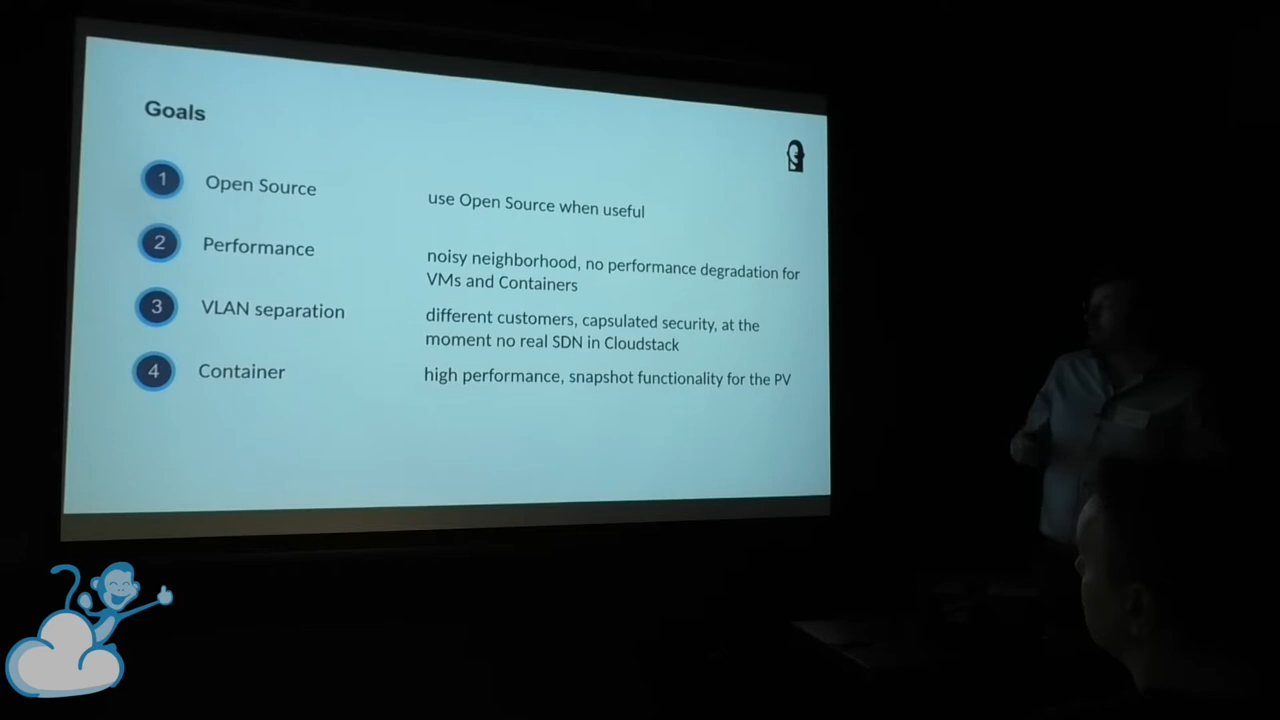 Goals
1 Open Source
use Open Source when useful
2 Performance
noisy neighborhood, no performance degradation for
VMs and Containers
3 VLAN separation
different customers, capsulated security, at the
moment no real SDN in Cloudstack
4 Container
high performance, snapshot functionality for the PV